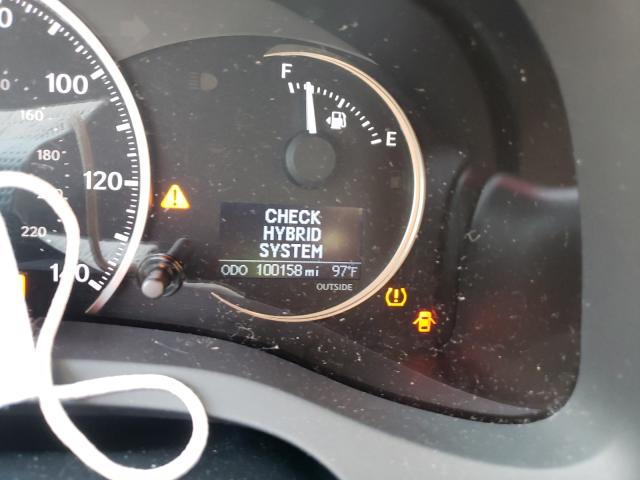 100
160
180
120
220
140
F
E
CHECK
HYBRID
SYSTEM
ODO 100158 mi 97°F
OUTSIDE